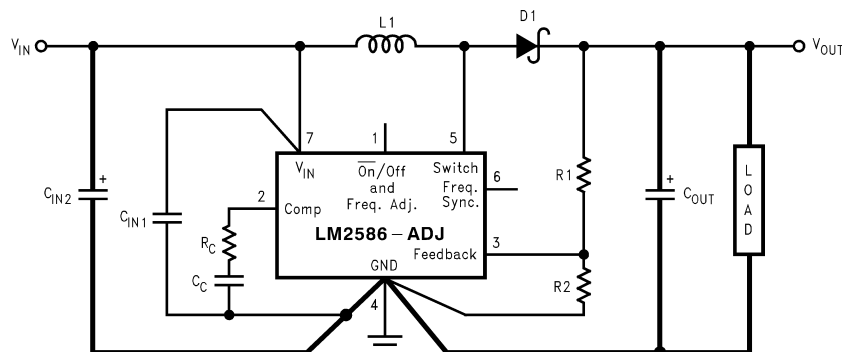 L1
D1
VIN
VOUT
7
1
5
VIN
On/Off
and
Freq. Adj.
Switch
Freq.
Sync.
6
R1
+
CIN2
+
COUT
LOAD
2
Comp
CIN1
RC
LM2586-ADJ
Feedback
3
CC
GND
R2
4